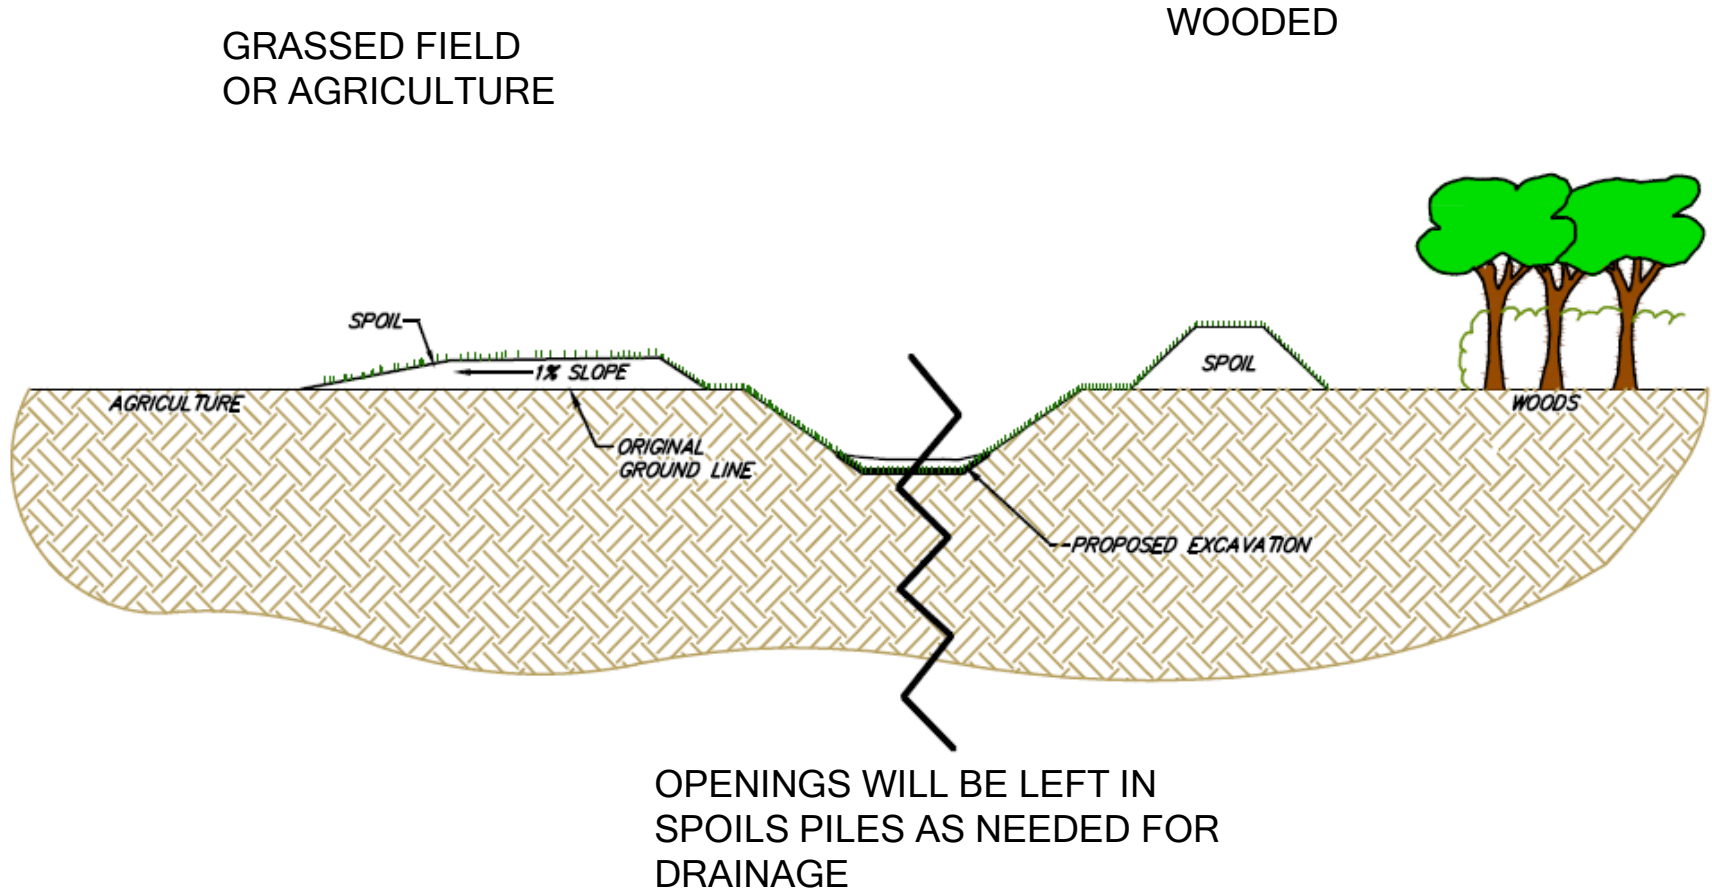 WOODED
GRASSED FIELD
OR AGRICULTURE
SPOIL
1% SLOPE
SPOIL
AGRICULTURE
WOODS
ORIGINAL
GROUND LINE
PROPOSED EXCAVATION
OPENINGS WILL BE LEFT IN
SPOILS PILES AS NEEDED FOR
DRAINAGE